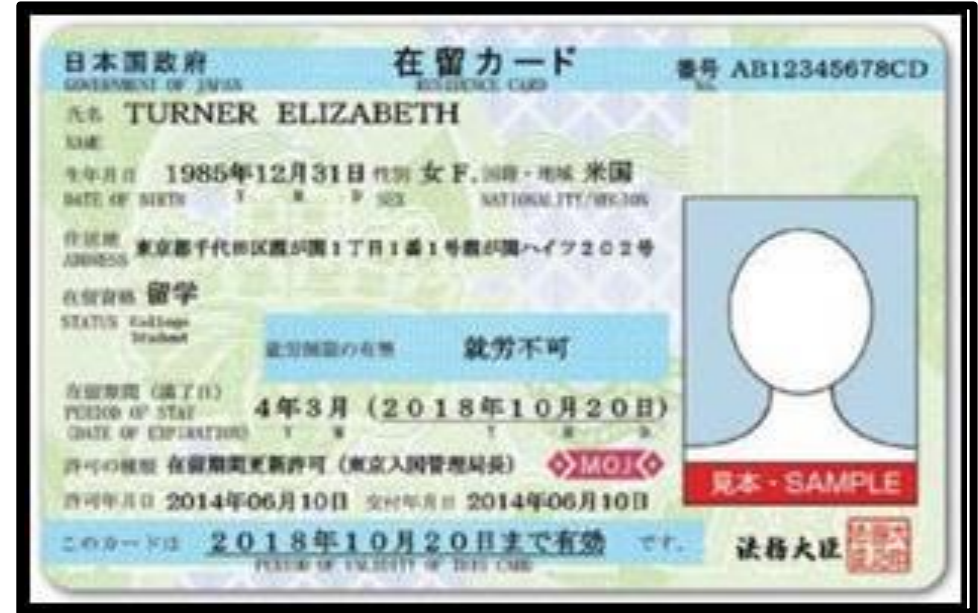 日本国政府 在留カード 番号 AB12345678CD
GOVERNMENT OF JAPAN RESIDENCE CARD No.
氏名 TURNER ELIZABETH
NAME
生年月日 1985年12月31日 性別 女 F. 国籍・地域 米国
DATE OF BIRTH Y M D SEX NATIONALITY/REGION
住居地 東京都千代田区霞が関1丁目1番1号霞が関ハイツ202号
ADDRESS
在留資格 留学
STATUS College
Student
就労制限の有無 就労不可
在留期間（満了日）
PERIOD OF STAY 4年3月（2018年10月20日）
(DATE OF EXPIRATION) Y M Y M D
許可の種類 在留期間更新許可（東京入国管理局長） MOJ
見本・SAMPLE
許可年月日 2014年06月10日 交付年月日 2014年06月10日
このカードは 2018年10月20日まで有効 です。
PERIOD OF VALIDITY OF THIS CARD
法務大臣